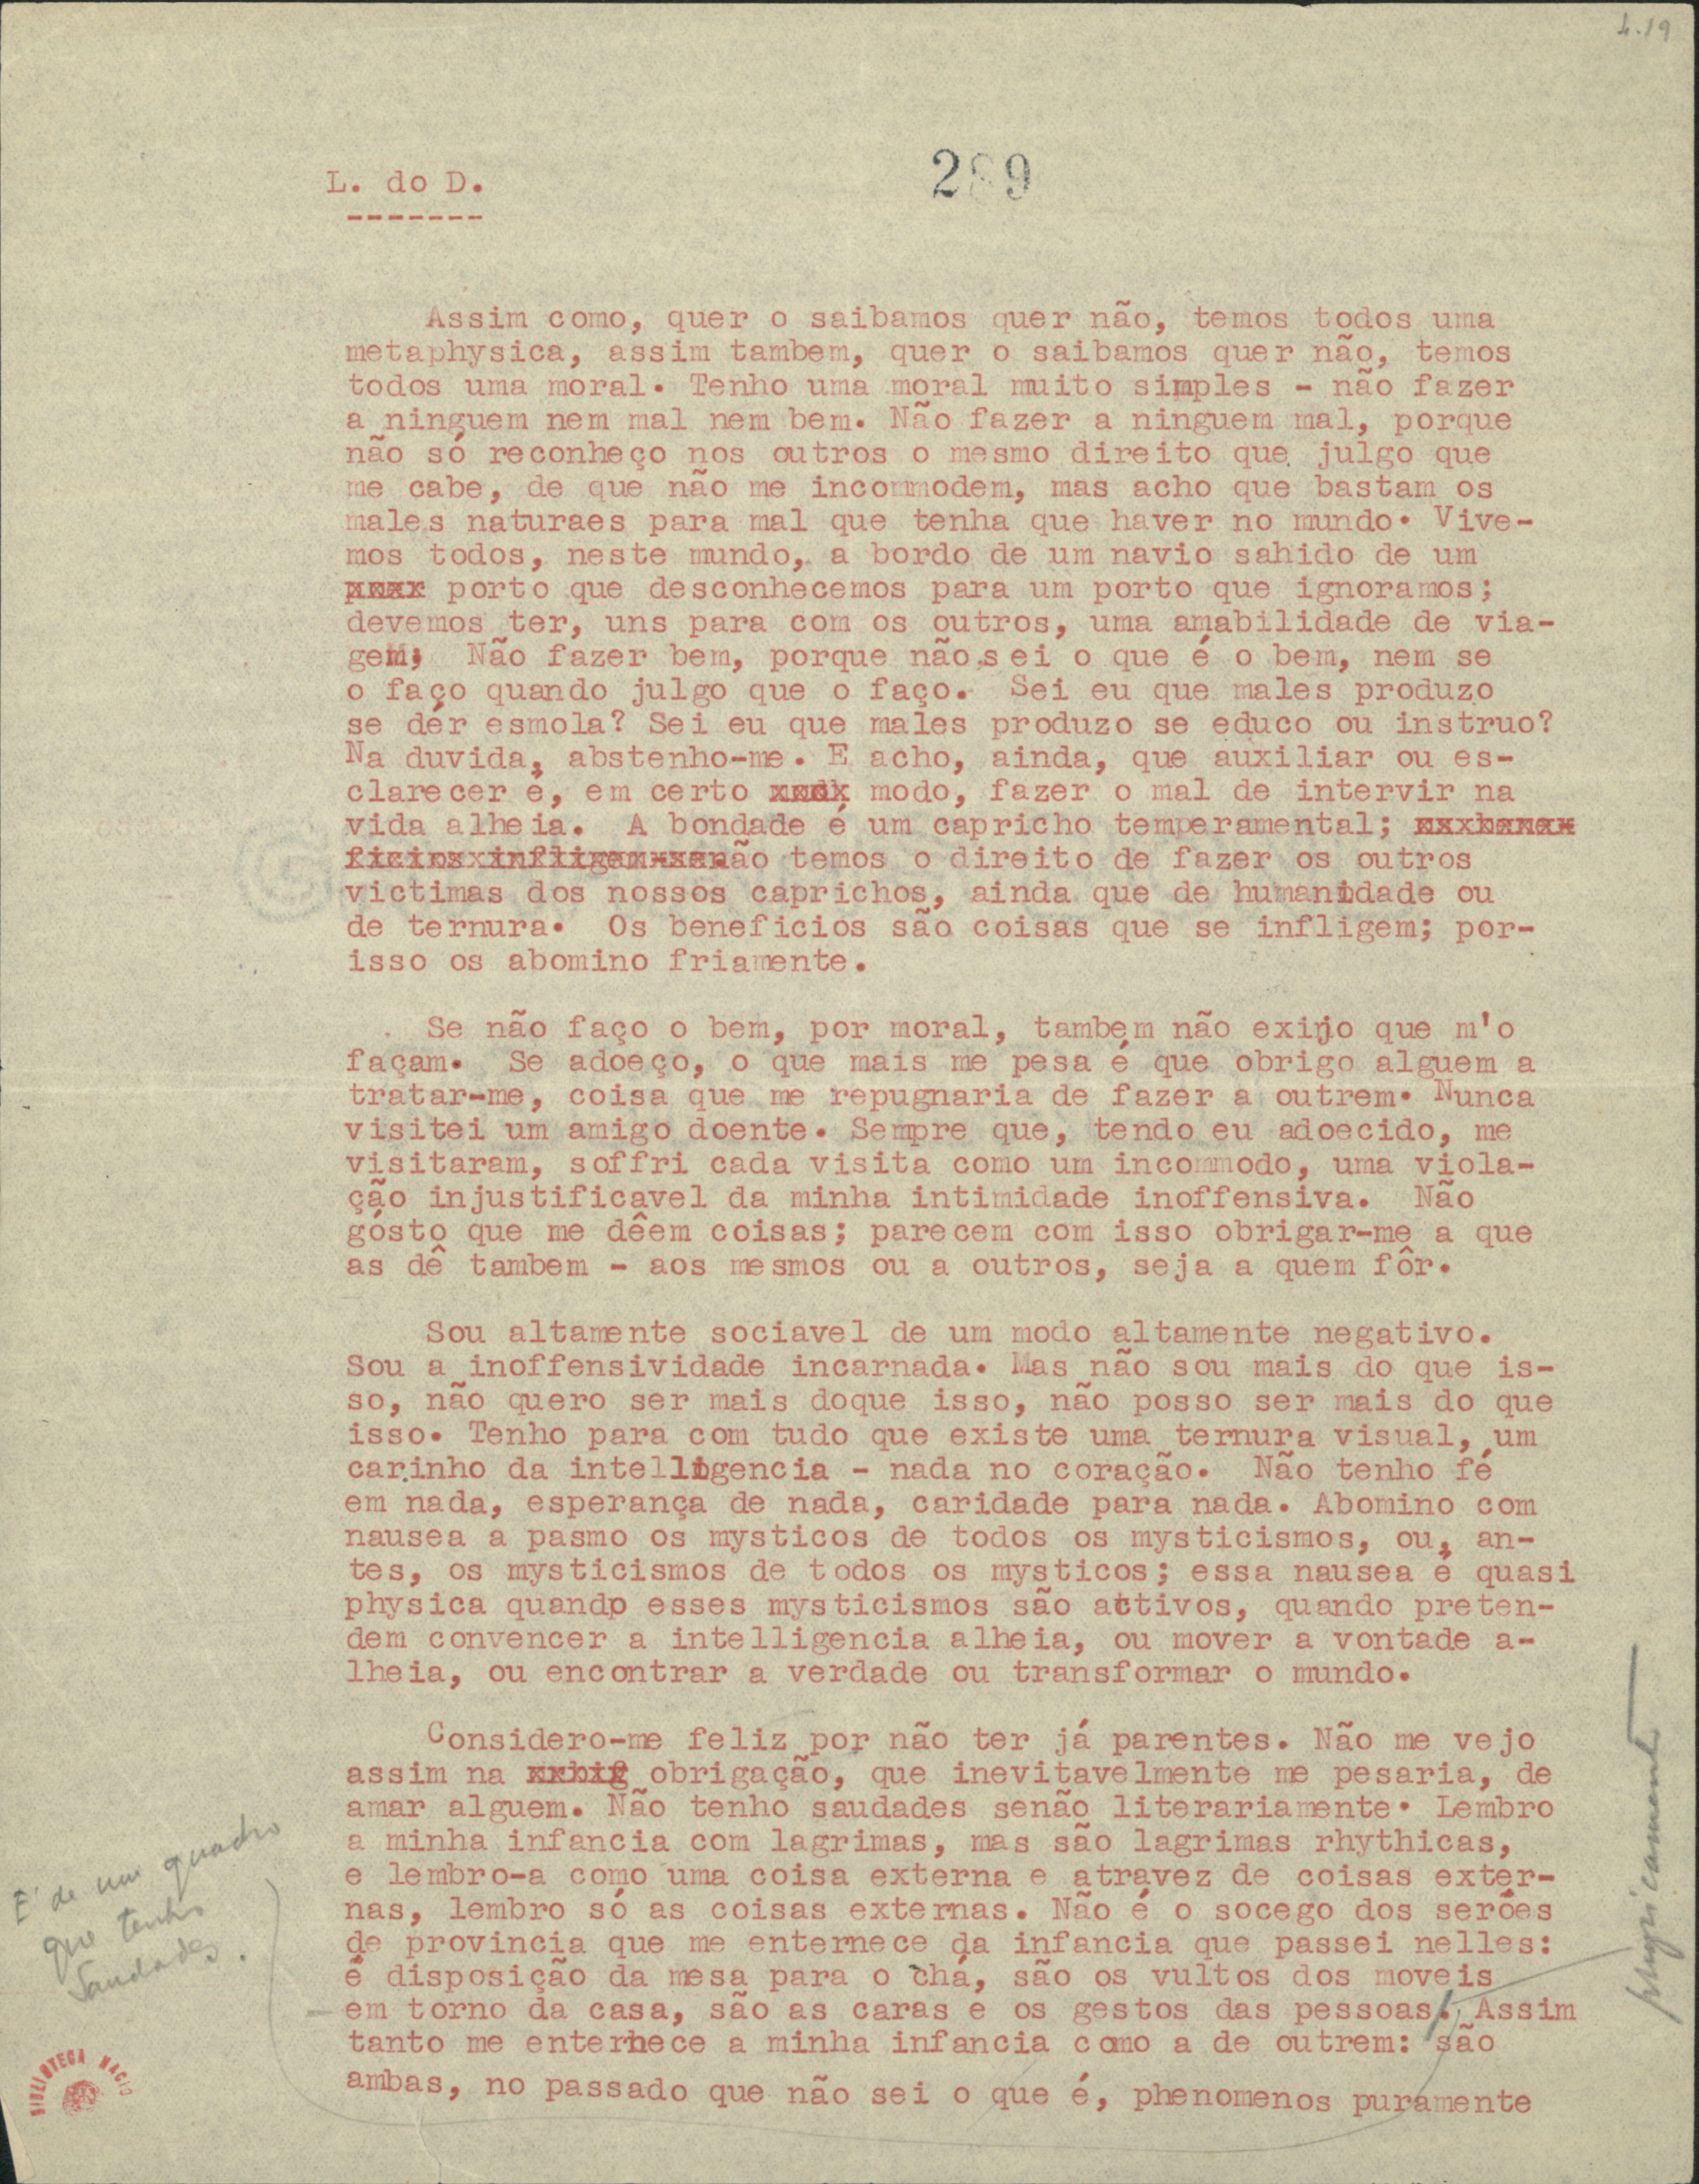 4.19
289
L. do D.
-------
Assim como, quer o saibamos quer não, temos todos uma
metaphysica, assim tambem, quer o saibamos quer não, temos
todos uma moral. Tenho uma moral muito simples - não fazer
a ninguem nem mal nem bem. Não fazer a ninguem mal, porque
não só reconheço nos outros o mesmo direito que julgo que
me cabe, de que não me incommodem, mas acho que bastam os
males naturaes para mal que tenha que haver no mundo. Vive-
mos todos, neste mundo, a bordo de um navio sahido de um
porto que desconhecemos para um porto que ignoramos;
devemos ter, uns para com os outros, uma amabilidade de via-
gem; Não fazer bem, porque não sei o que é o bem, nem se
o faço quando julgo que o faço. Sei eu que males produzo
se dér esmola? Sei eu que males produzo se educo ou instruo?
Na duvida, abstenho-me. E acho, ainda, que auxiliar ou es-
clarecer é, em certo modo, fazer o mal de intervir na
vida alheia. A bondade é um capricho temperamental;
não temos o direito de fazer os outros
victimas dos nossos caprichos, ainda que de humanidade ou
de ternura. Os beneficios são coisas que se infligem; por-
isso os abomino friamente.
Se não faço o bem, por moral, tambem não exijo que m'o
façam. Se adoeço, o que mais me pesa é que obrigo alguem a
tratar-me, coisa que me repugnaria de fazer a outrem. Nunca
visitei um amigo doente. Sempre que, tendo eu adoecido, me
visitaram, soffri cada visita como um incommodo, uma viola-
ção injustificavel da minha intimidade inoffensiva. Não
gósto que me dêem coisas; parecem com isso obrigar-me a que
as dê tambem - aos mesmos ou a outros, seja a quem fôr.
Sou altamente sociavel de um modo altamente negativo.
Sou a inoffensividade incarnada. Mas não sou mais do que is-
so, não quero ser mais doque isso, não posso ser mais do que
isso. Tenho para com tudo que existe uma ternura visual, um
carinho da intelligencia - nada no coração. Não tenho fé
em nada, esperança de nada, caridade para nada. Abomino com
nausea a pasmo os mysticos de todos os mysticismos, ou, an-
tes, os mysticismos de todos os mysticos; essa nausea é quasi
physica quando esses mysticismos são activos, quando preten-
dem convencer a intelligencia alheia, ou mover a vontade a-
lheia, ou encontrar a verdade ou transformar o mundo.
Considero-me feliz por não ter já parentes. Não me vejo
assim na obrigação, que inevitavelmente me pesaria, de
amar alguem. Não tenho saudades senão literariamente. Lembro
a minha infancia com lagrimas, mas são lagrimas rhythicas,
e lembro-a como uma coisa externa e atravez de coisas exter-
nas, lembro só as coisas externas. Não é o socego dos serões
de provincia que me enternece da infancia que passei nelles:
é disposição da mesa para o chá, são os vultos dos moveis
em torno da casa, são as caras e os gestos das pessoas. Assim
tanto me enternece a minha infancia como a de outrem: são
ambas, no passado que não sei o que é, phenomenos puramente
E' de um quadro
que tenho
saudades.
physicamente
BIBLIOTECA NACIO